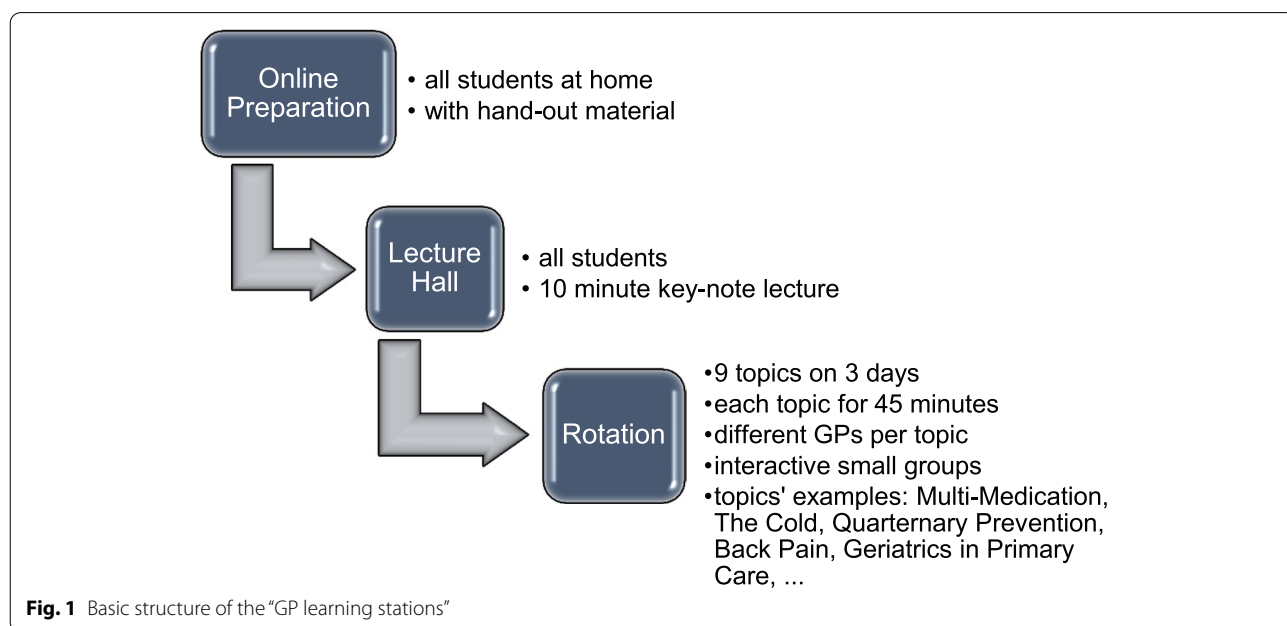 Online
Preparation
• all students at home
• with hand-out material
Lecture
Hall
• all students
• 10 minute key-note lecture
Rotation
•9 topics on 3 days
•each topic for 45 minutes
•different GPs per topic
•interactive small groups
•topics' examples: Multi-Medication,
The Cold, Quarternary Prevention,
Back Pain, Geriatrics in Primary
Care, ...
Fig. 1 Basic structure of the “GP learning stations”